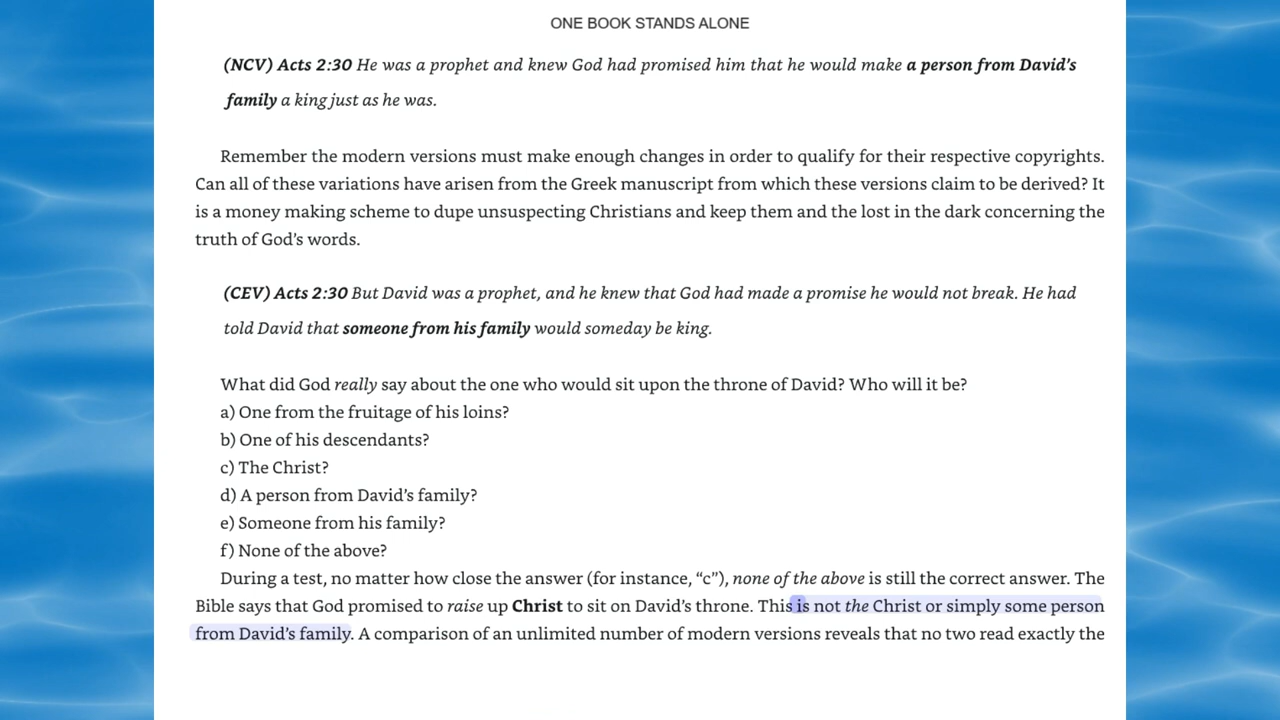 ONE BOOK STANDS ALONE
(NCV) Acts 2:30 He was a prophet and knew God had promised him that he would make a person from David's
family a king just as he was.
Remember the modern versions must make enough changes in order to qualify for their respective copyrights.
Can all of these variations have arisen from the Greek manuscript from which these versions claim to be derived? It
is a money making scheme to dupe unsuspecting Christians and keep them and the lost in the dark concerning the
truth of God's words.
(CEV) Acts 2:30 But David was a prophet, and he knew that God had made a promise he would not break. He had
told David that someone from his family would someday be king.
What did God really say about the one who would sit upon the throne of David? Who will it be?
a) One from the fruitage of his loins?
b) One of his descendants?
c) The Christ?
d) A person from David's family?
e) Someone from his family?
f) None of the above?
During a test, no matter how close the answer (for instance, “c”), none of the above is still the correct answer. The
Bible says that God promised to raise up Christ to sit on David's throne. This is not the Christ or simply some person
from David's family. A comparison of an unlimited number of modern versions reveals that no two read exactly the